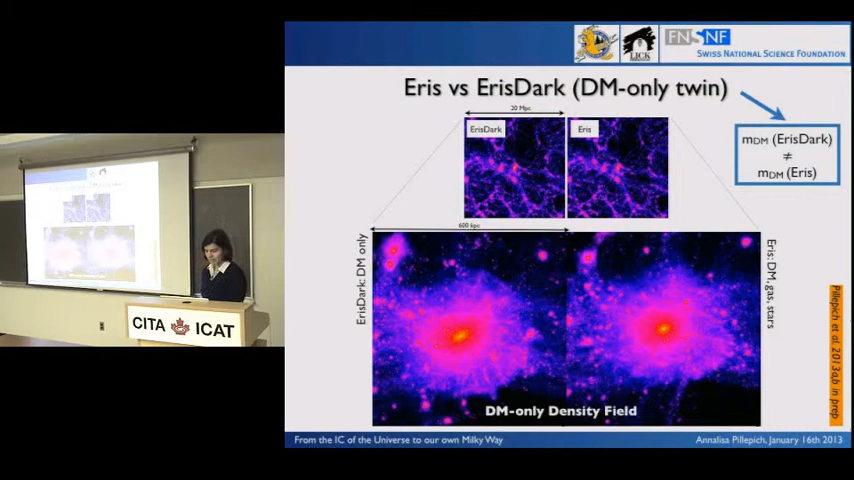 LICK
FNSNF
SWISS NATIONAL SCIENCE FOUNDATION
Eris vs ErisDark (DM-only twin)
20 Mpc
ErisDark
Eris
mDM (ErisDark)
≠
mDM (Eris)
600 kpc
ErisDark: DM only
Eris: DM, gas, stars
Pillepich et al. 2013a,b in prep
DM-only Density Field
CITA ICAT
From the IC of the Universe to our own Milky Way
Annalisa Pillepich, January 16th 2013